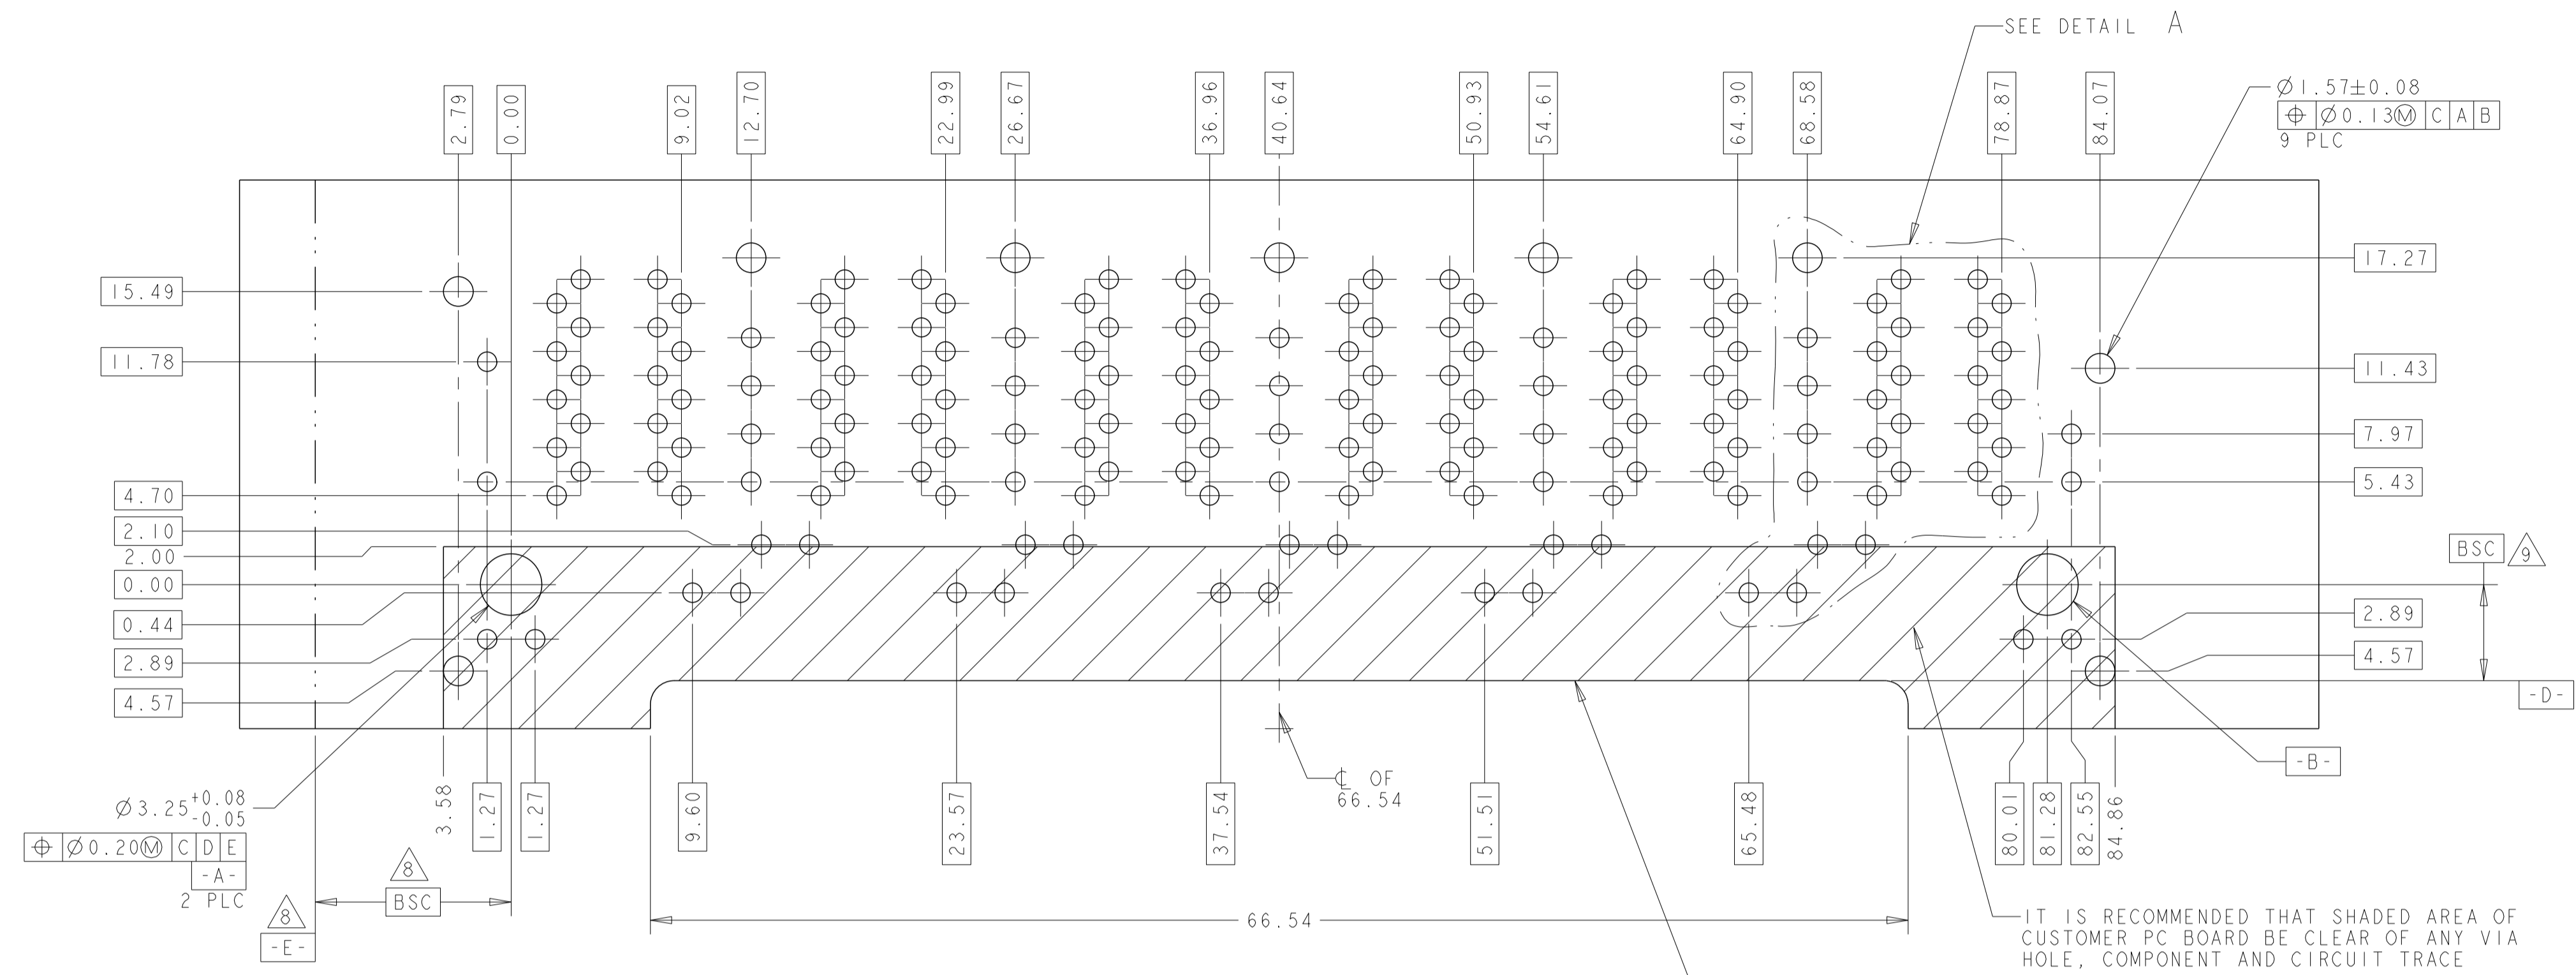 SEE DETAIL A
2.79
0.00
9.02
12.70
22.99
26.67
36.96
40.64
50.93
54.61
64.90
68.58
78.87
84.07
Ø1.57±0.08
⌖ Ø0.13Ⓜ C A B
9 PLC
15.49
11.78
4.70
2.10
2.00
0.00
0.44
2.89
4.57
17.27
11.43
7.97
5.43
BSC 9
2.89
4.57
-D-
-B-
Ø3.25 +0.08
-0.05
⌖ Ø0.20Ⓜ C D E
-A-
2 PLC
3.58
1.27
1.27
9.60
23.57
37.54
℄ OF
66.54
51.51
65.48
80.01
81.28
82.55
84.86
8
BSC
8
-E-
66.54
IT IS RECOMMENDED THAT SHADED AREA OF
CUSTOMER PC BOARD BE CLEAR OF ANY VIA
HOLE, COMPONENT AND CIRCUIT TRACE